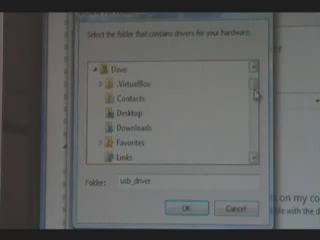 Select the folder that contains drivers for your hardware.
Dave
.VirtualBox
Contacts
Desktop
Downloads
Favorites
Links
Folder: usb_driver
OK Cancel
s on my co
le with the d